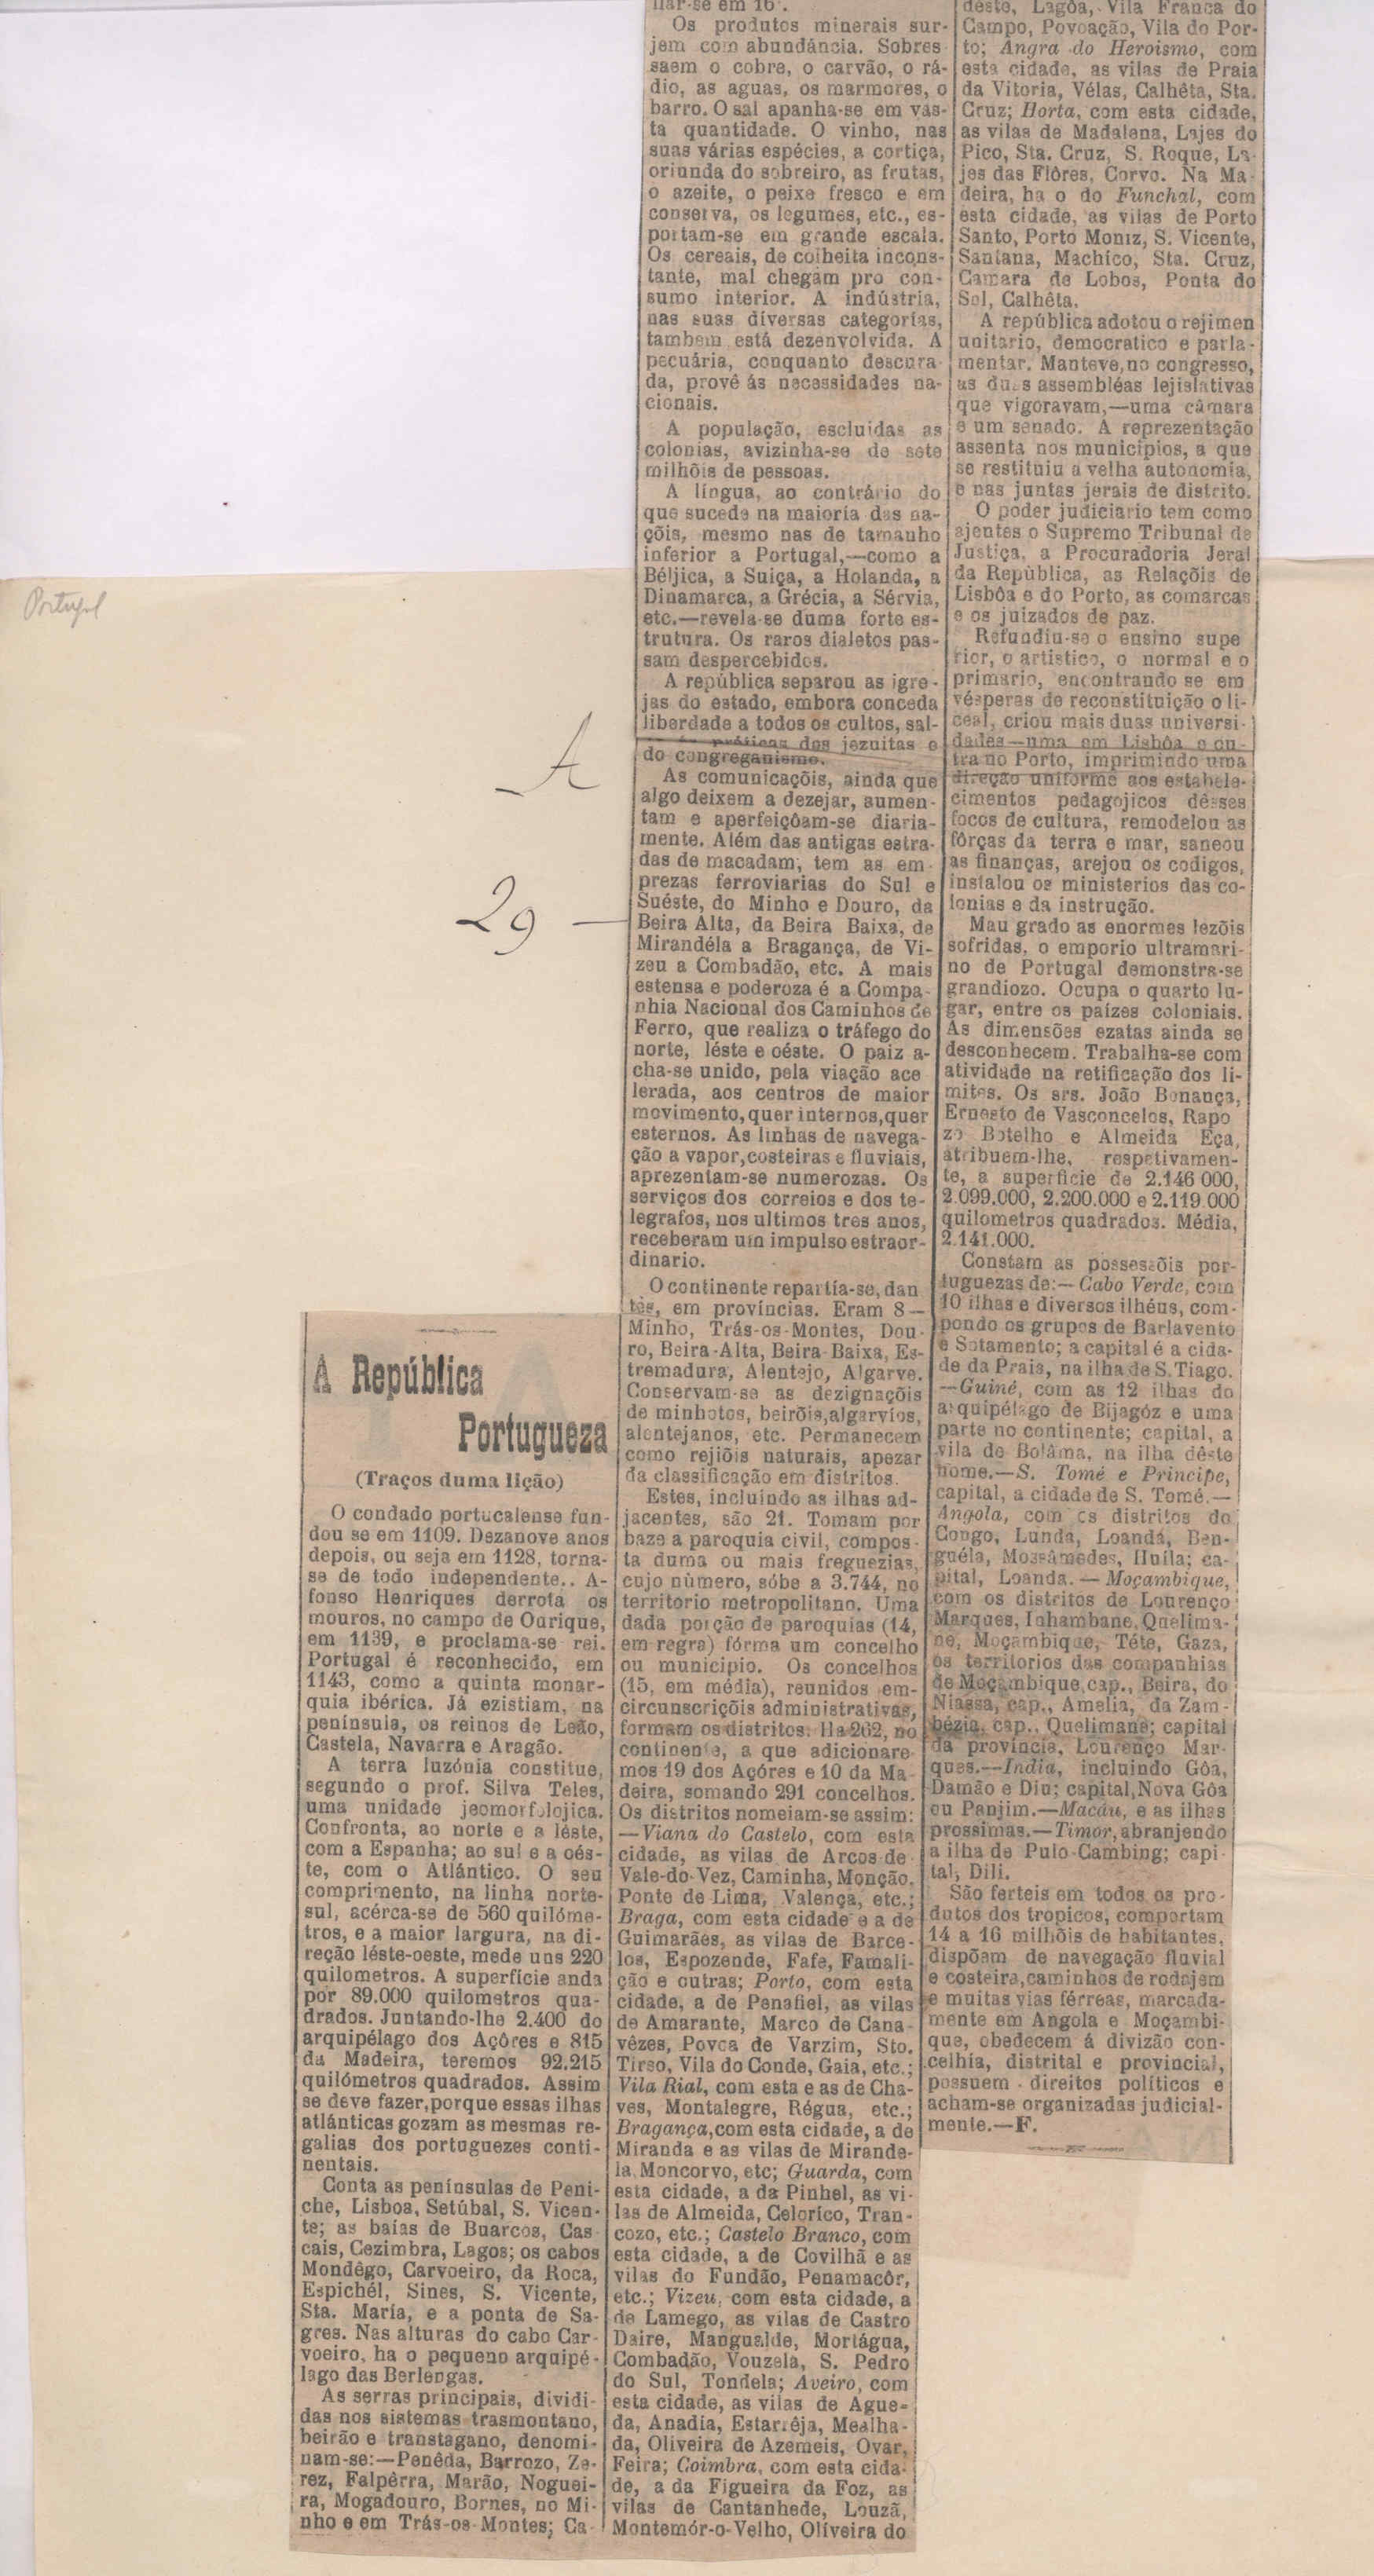 Portugal
A
29 —
A República
Portugueza
(Traços duma lição)
O condado portucalense fun-
dou se em 1109. Dezanove anos
depois, ou seja em 1128, torna-
se de todo independente.. A-
fonso Henriques derrota os
mouros, no campo de Ourique,
em 1139, e proclama-se rei.
Portugal é reconhecido, em
1143, como a quinta monar-
quia ibérica. Já ezistiam, na
península, os reinos de Leão,
Castela, Navarra e Aragão.
A terra luzónia constitue,
segundo o prof. Silva Teles,
uma unidade jeomorfolojica.
Confronta, ao norte e a léste,
com a Espanha; ao sul e a oés-
te, com o Atlántico. O seu
comprimento, na linha norte-
sul, acérca-se de 560 quilóme-
tros, e a maior largura, na di-
reção léste-oeste, mede uns 220
quilometros. A superfície anda
por 89.000 quilometros qua-
drados. Juntando-lhe 2.400 do
arquipélago dos Açôres e 815
da Madeira, teremos 92.215
quilómetros quadrados. Assim
se deve fazer,porque essas ilhas
atlánticas gozam as mesmas re-
galias dos portuguezes conti-
nentais.
Conta as penínsulas de Peni-
che, Lisboa, Setúbal, S. Vicen-
te; as baías de Buarcos, Cas
cais, Cezimbra, Lagos; os cabos
Mondêgo, Carvoeiro, da Roca,
Espichél, Sines, S. Vicente,
Sta. Maria, e a ponta de Sa-
gres. Nas alturas do cabo Car-
voeiro, ha o pequeno arquipé-
lago das Berlengas.
As serras principais, dividi-
das nos sistemas trasmontano,
beirão e transtagano, denomi-
nam-se:—Penêda, Barrozo, Ze-
rez, Falpêrra, Marão, Noguei-
ra, Mogadouro, Bornes, no Mi-
nho e em Trás-os-Montes; Ca-
nar-se em 16°.
Os produtos minerais sur-
jem com abundáncia. Sobres
saem o cobre, o carvão, o rá-
dio, as aguas, os marmores, o
barro. O sal apanha-se em vas-
ta quantidade. O vinho, nas
suas várias espécies, a cortiça,
oriunda do sobreiro, as frutas,
o azeite, o peixe fresco e em
conserva, os legumes, etc., es-
portam-se em grande escala.
Os cereais, de colheita incons-
tante, mal chegam pro con-
sumo interior. A indústria,
nas suas diversas categorias,
tambem está dezenvolvida. A
pecuária, conquanto descura-
da, provê ás necessidades na-
cionais.
A população, escluidas as
colonias, avizinha-se de sete
milhõis de pessoas.
A língua, ao contrário do
que sucede na maioria das na-
çõis, mesmo nas de tamanho
inferior a Portugal,—como a
Béljica, a Suiça, a Holanda, a
Dinamarca, a Grécia, a Sérvia,
etc.—revela-se duma forte es-
trutura. Os raros dialetos pas-
sam despercebidos.
A república separou as igre-
jas do estado, embora conceda
liberdade a todos os cultos, sal-
práticas dos jezuitas e
do congreganismo.
As comunicaçõis, ainda que
algo deixem a dezejar, aumen-
tam e aperfeiçôam-se diaria-
mente. Além das antigas estra-
das de macadam, tem as em-
prezas ferroviarias do Sul e
Suéste, do Minho e Douro, da
Beira Alta, da Beira Baixa, de
Mirandéla a Bragança, de Vi-
zeu a Combadão, etc. A mais
estensa e poderoza é a Compa-
nhia Nacional dos Caminhos de
Ferro, que realiza o tráfego do
norte, léste e oéste. O paiz a-
cha-se unido, pela viação ace
lerada, aos centros de maior
movimento,quer internos,quer
esternos. As linhas de navega-
ção a vapor,costeiras e fluviais,
aprezentam-se numerozas. Os
serviços dos correios e dos te-
legrafos, nos ultimos tres anos,
receberam um impulso estraor-
dinario.
O continente repartia-se, dan
tes, em províncias. Eram 8—
Minho, Trás-os-Montes, Dou-
ro, Beira-Alta, Beira-Baixa, Es-
tremadura, Alentejo, Algarve.
Conservam-se as dezignaçõis
de minhotos, beirõis,algarvios,
alentejanos, etc. Permanecem
como rejiõis naturais, apezar
da classificação em distritos.
Estes, incluindo as ilhas ad-
jacentes, são 21. Tomam por
baze a paroquia civil, compos-
ta duma ou mais freguezias,
cujo número, sóbe a 3.744, no
territorio metropolitano. Uma
dada porção de paroquias (14,
em regra) fórma um concelho
ou municipio. Os concelhos
(15, em média), reunidos em
circunscriçõis administrativas,
formam os distritos. Ha 262, no
continente, a que adicionare-
mos 19 dos Açôres e 10 da Ma-
deira, somando 291 concelhos.
Os distritos nomeiam-se assim:
—Viana do Castelo, com esta
cidade, as vilas de Arcos-de-
Vale-do-Vez, Caminha, Monção,
Ponte de Lima, Valença, etc.;
Braga, com esta cidade e a de
Guimarães, as vilas de Barce-
los, Espozende, Fafe, Famali-
ção e outras; Porto, com esta
cidade, a de Penafiel, as vilas
de Amarante, Marco de Cana-
vêzes, Povoa de Varzim, Sto.
Tirso, Vila do Conde, Gaia, etc.;
Vila Rial, com esta e as de Cha-
ves, Montalegre, Régua, etc.;
Bragança,com esta cidade, a de
Miranda e as vilas de Mirande-
la, Moncorvo, etc; Guarda, com
esta cidade, a da Pinhel, as vi-
las de Almeida, Celorico, Tran-
cozo, etc.; Castelo Branco, com
esta cidade, a de Covilhã e as
vilas do Fundão, Penamacôr,
etc.; Vizeu, com esta cidade, a
de Lamego, as vilas de Castro
Daire, Mangualde, Mortágua,
Combadão, Vouzela, S. Pedro
do Sul, Tondela; Aveiro, com
esta cidade, as vilas de Ague-
da, Anadia, Estarrêja, Mealha-
da, Oliveira de Azemeis, Ovar,
Feira; Coimbra, com esta cida-
de, a da Figueira da Foz, as
vilas de Cantanhede, Louzã,
Montemór-o-Velho, Oliveira do
deste, Lagôa, Vila Franca do
Campo, Povoação, Vila do Por-
to; Angra do Heroismo, com
esta cidade, as vilas de Praia
da Vitoria, Vélas, Calhêta, Sta.
Cruz; Horta, com esta cidade,
as vilas de Madalena, Lajes do
Pico, Sta. Cruz, S. Roque, La-
jes das Flôres, Corvo. Na Ma-
deira, ha o do Funchal, com
esta cidade, as vilas de Porto
Santo, Porto Moniz, S. Vicente,
Santana, Machico, Sta. Cruz,
Camara de Lobos, Ponta do
Sol, Calhêta.
A república adotou o rejimen
unitario, democratico e parla-
mentar. Manteve,no congresso,
as duas assembléas lejislativas
que vigoravam,—uma câmara
e um senado. A reprezentação
assenta nos municípios, a que
se restituiu a velha autonomia,
e nas juntas jerais de distrito.
O poder judiciario tem como
ajentes o Supremo Tribunal de
Justiça, a Procuradoria Jeral
da República, as Relaçõis de
Lisbôa e do Porto, as comarcas
e os juizados de paz.
Refundiu-se o ensino supe
rior, o artistico, o normal e o
primario, encontrando se em
vésperas de reconstituição o li-
ceal, criou mais duas universi-
dades—uma em Lisbôa e ou-
tra no Porto, imprimindo uma
direção uniforme aos estabele-
cimentos pedagojicos dêsses
focos de cultura, remodelou as
fôrças da terra e mar, saneou
as finanças, arejou os codigos,
instalou os ministerios das co-
lonias e da instrução.
Mau grado as enormes lezõis
sofridas, o emporio ultramari-
no de Portugal demonstra-se
grandiozo. Ocupa o quarto lu-
gar, entre os paízes coloniais.
As dimensões ezatas ainda se
desconhecem. Trabalha-se com
atividade na retificação dos li-
mites. Os srs. João Bonança,
Ernesto de Vasconcelos, Rapo
zo Botelho e Almeida Eça,
atribuem-lhe, respetivamen-
te, a superficie de 2.146 000,
2.099.000, 2.200.000 e 2.119.000
quilometros quadrados. Média,
2.141.000.
Constam as possessõis por-
tuguezas de:—Cabo Verde, com
10 ilhas e diversos ilhéus, com-
pondo os grupos de Barlavento
e Sotamento; a capital é a cida-
de da Praia, na ilha de S. Tiago.
—Guiné, com as 12 ilhas do
arquipélago de Bijagóz e uma
parte no continente; capital, a
vila de Bolâma, na ilha dêste
nome.—S. Tomé e Principe,
capital, a cidade de S. Tomé.—
Angola, com os distritos do
Congo, Lunda, Loanda, Ben-
guéla, Mossâmedes, Huíla; ca-
pital, Loanda. — Moçambique,
com os distritos de Lourenço
Marques, Inhambane, Quelima-
ne, Moçambique, Téte, Gaza,
os territorios das companhias
de Moçambique,cap., Beira, do
Niassa, cap., Amelia, da Zam-
bézia, cap., Quelimane; capital
da província, Lourenço Mar-
ques.—India, incluindo Gôa,
Damão e Diu; capital,Nova Gôa
ou Panjim.—Macáu, e as ilhas
prossimas.—Timor, abranjendo
a ilha de Pulo-Cambing; capi-
tal, Dili.
São ferteis em todos os pro-
dutos dos tropicos, comportam
14 a 16 milhõis de habitantes,
dispõem de navegação fluvial
e costeira,caminhos de rodajem
e muitas vias férreas, marcada-
mente em Angola e Moçambi-
que, obedecem á divizão con-
celhia, distrital e provincial,
possuem direitos políticos e
acham-se organizadas judicial-
mente.—F.